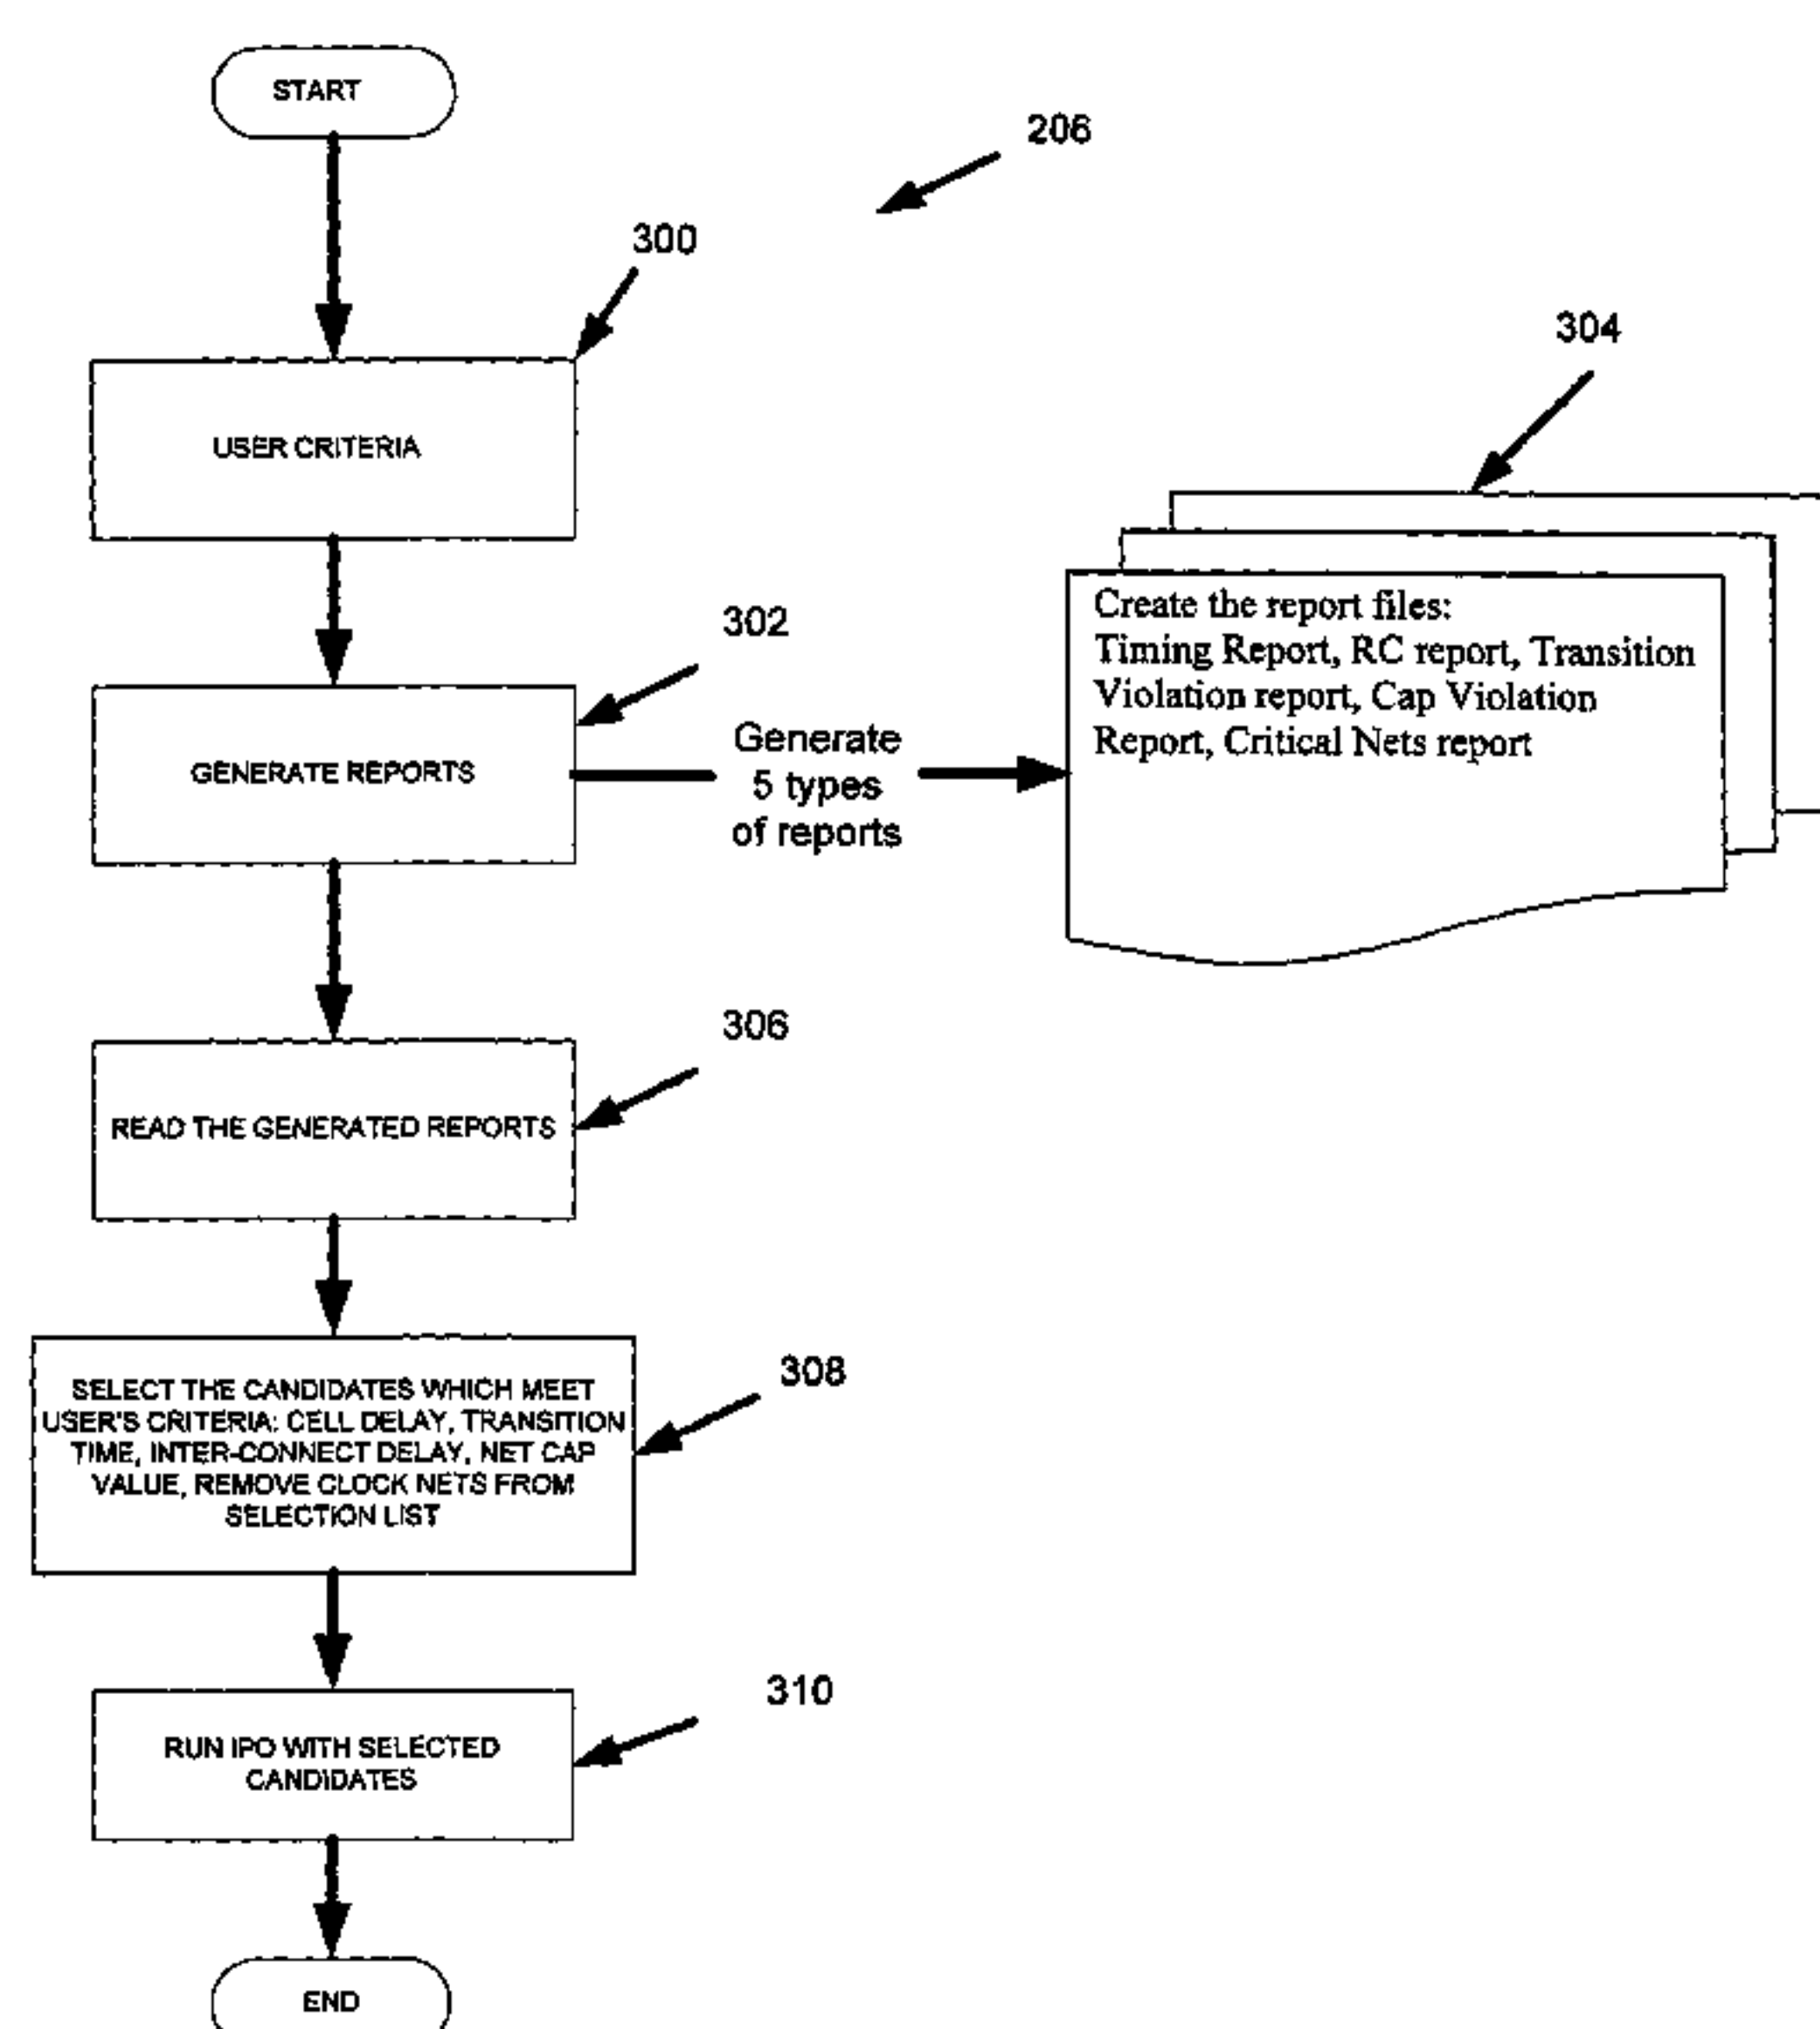 START
206
300
USER CRITERIA
304
Create the report files:
Timing Report, RC report, Transition
Violation report, Cap Violation
Report, Critical Nets report
302
GENERATE REPORTS
Generate
5 types
of reports
306
READ THE GENERATED REPORTS
308
SELECT THE CANDIDATES WHICH MEET
USER'S CRITERIA: CELL DELAY, TRANSITION
TIME, INTER-CONNECT DELAY, NET CAP
VALUE, REMOVE CLOCK NETS FROM
SELECTION LIST
310
RUN IPO WITH SELECTED
CANDIDATES
END